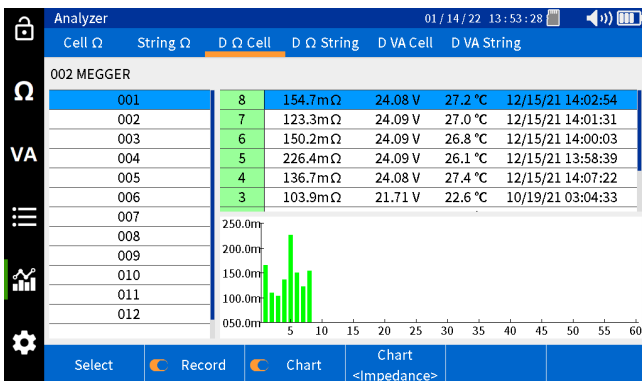 Analyzer 01/14/22 13:53:28
Cell Ω String Ω D Ω Cell D Ω String D VA Cell D VA String
002 MEGGER
Ω
VA
001
002
003
004
005
006
007
008
009
010
011
012
8 154.7mΩ 24.08 V 27.2 °C 12/15/21 14:02:54
7 123.3mΩ 24.09 V 27.0 °C 12/15/21 14:01:31
6 150.2mΩ 24.09 V 26.8 °C 12/15/21 14:00:03
5 226.4mΩ 24.09 V 26.1 °C 12/15/21 13:58:39
4 136.7mΩ 24.08 V 27.4 °C 12/15/21 14:07:22
3 103.9mΩ 21.71 V 22.6 °C 10/19/21 03:04:33
250.0m
200.0m
150.0m
100.0m
050.0m
5 10 15 20 25 30 35 40 45 50 55 60
Select Record Chart Chart
<Impedance>